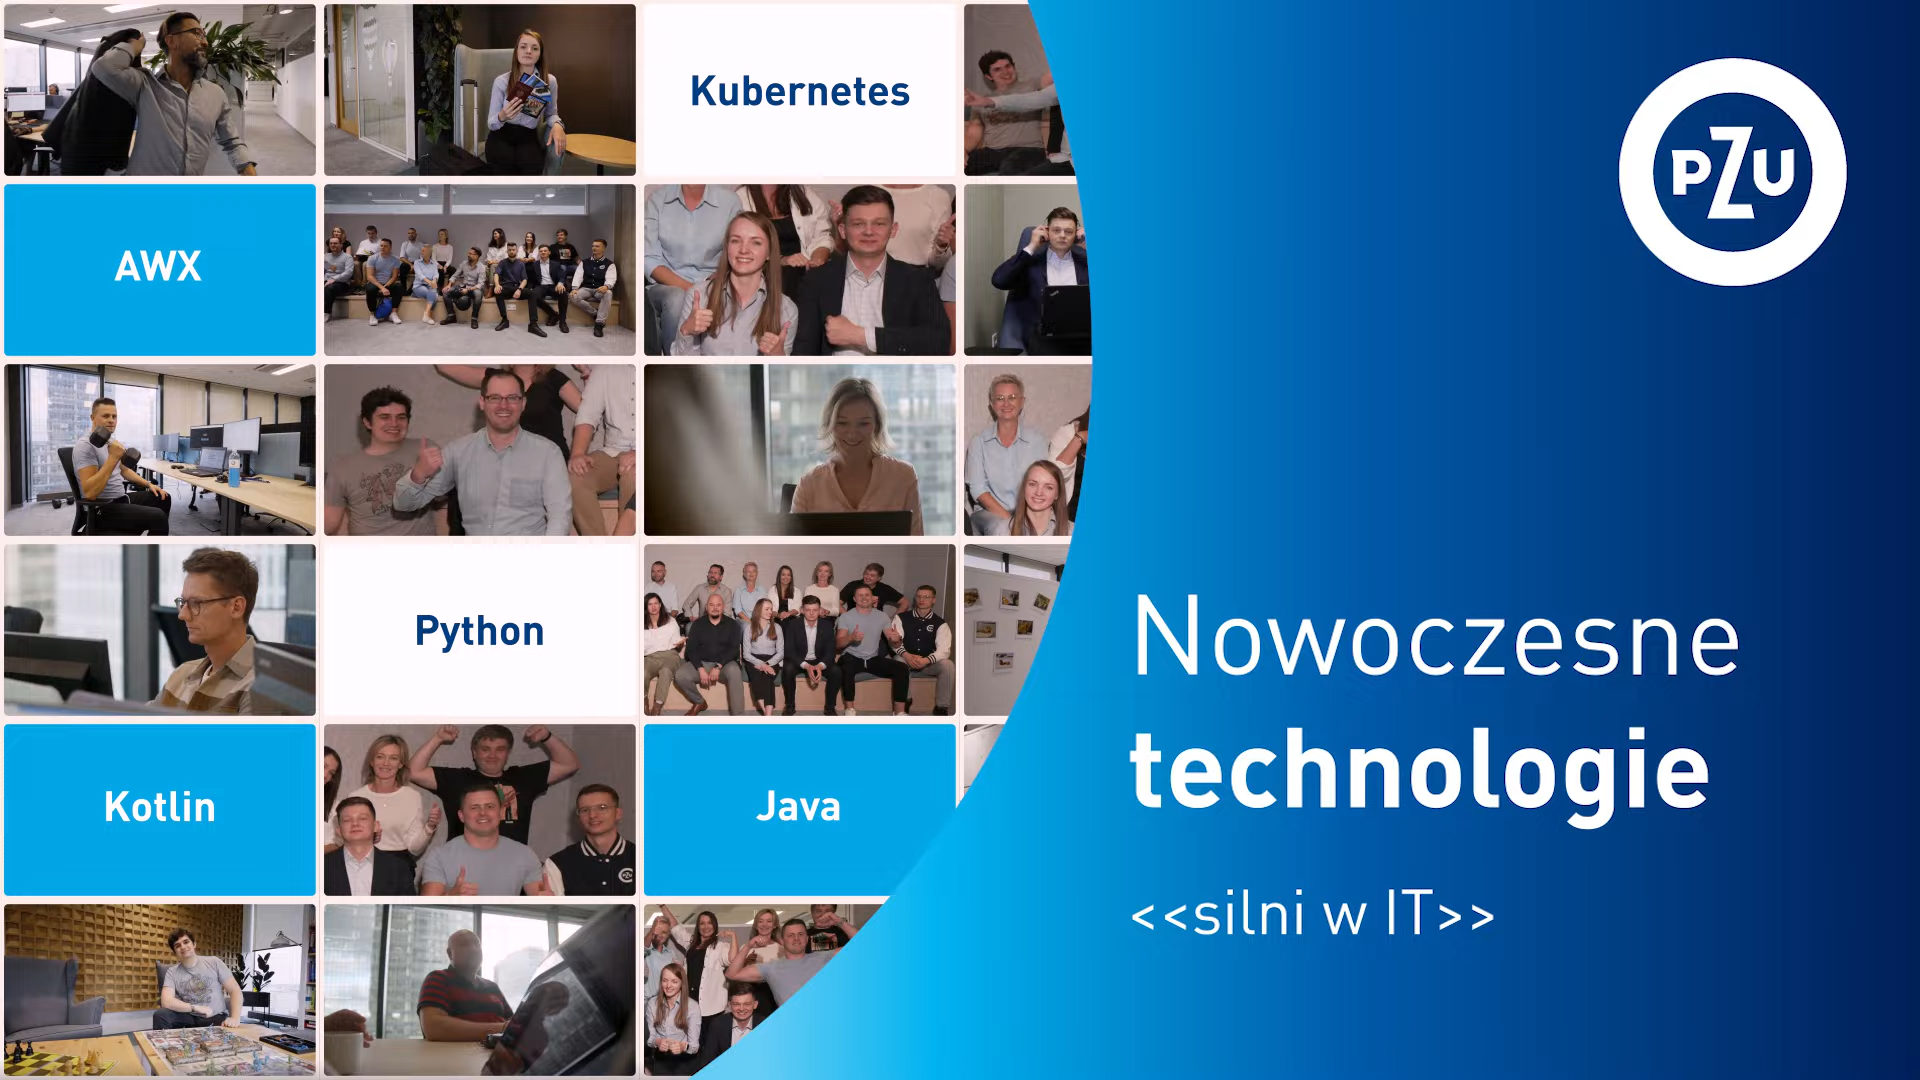 Kubernetes
AWX
Python
Kotlin
Java
PZU
Nowoczesne
technologie
<<silni w IT>>